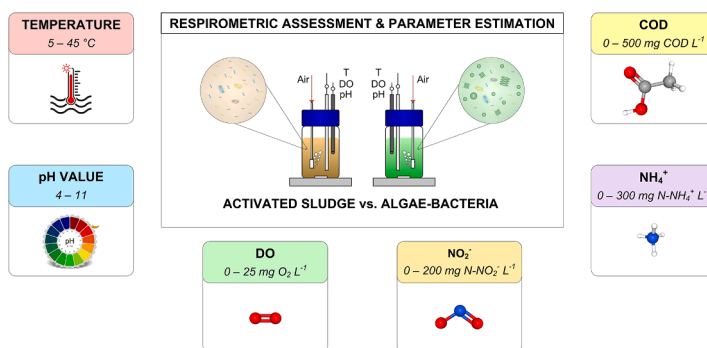 TEMPERATURE
5 – 45 °C
RESPIROMETRIC ASSESSMENT & PARAMETER ESTIMATION
COD
0 – 500 mg COD L⁻¹
Air
T
DO
pH
T
DO
pH
Air
pH VALUE
4 – 11
pH
ACTIVATED SLUDGE vs. ALGAE-BACTERIA
NH₄⁺
0 – 300 mg N-NH₄⁺ L⁻
DO
0 – 25 mg O₂ L⁻¹
NO₂⁻
0 – 200 mg N-NO₂⁻ L⁻¹